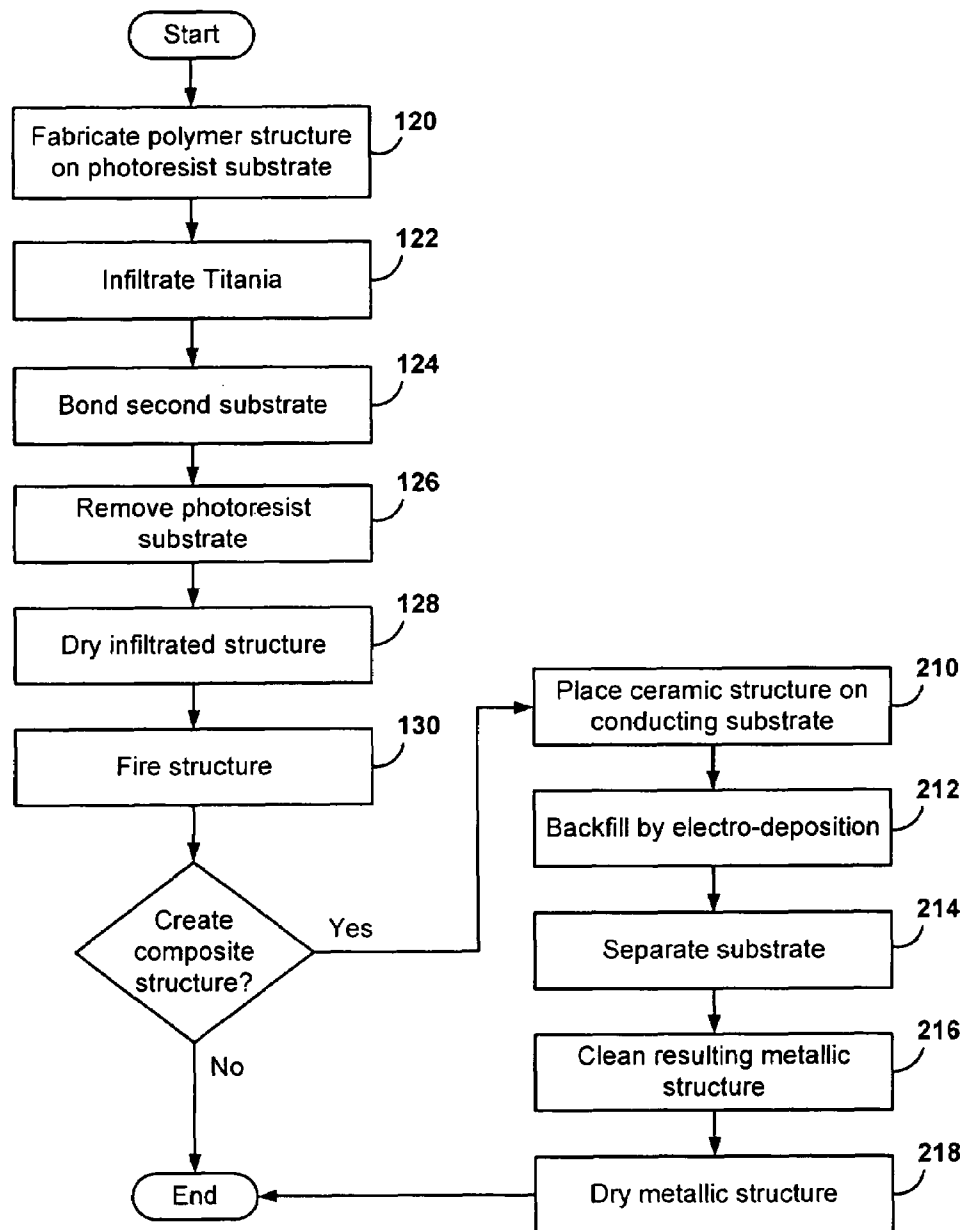 Start
Fabricate polymer structure
on photoresist substrate
120
Infiltrate Titania
122
Bond second substrate
124
Remove photoresist
substrate
126
Dry infiltrated structure
128
Fire structure
130
Create
composite
structure?
Yes
No
Place ceramic structure on
conducting substrate
210
Backfill by electro-deposition
212
Separate substrate
214
Clean resulting metallic
structure
216
Dry metallic structure
218
End